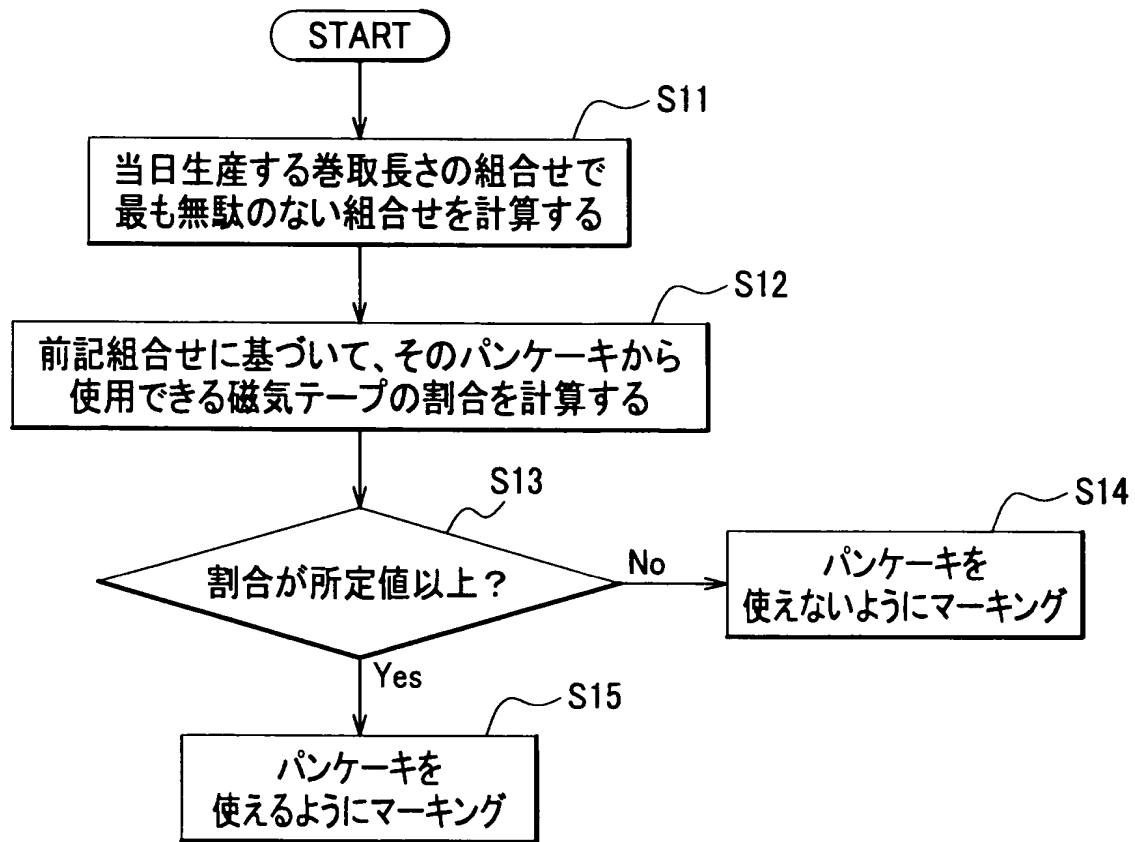 START
S11
当日生産する巻取長さの組合せで
最も無駄のない組合せを計算する
S12
前記組合せに基づいて、そのパンケーキから
使用できる磁気テープの割合を計算する
S13
割合が所定値以上？
No
S14
パンケーキを
使えないようにマーキング
Yes
S15
パンケーキを
使えるようにマーキング